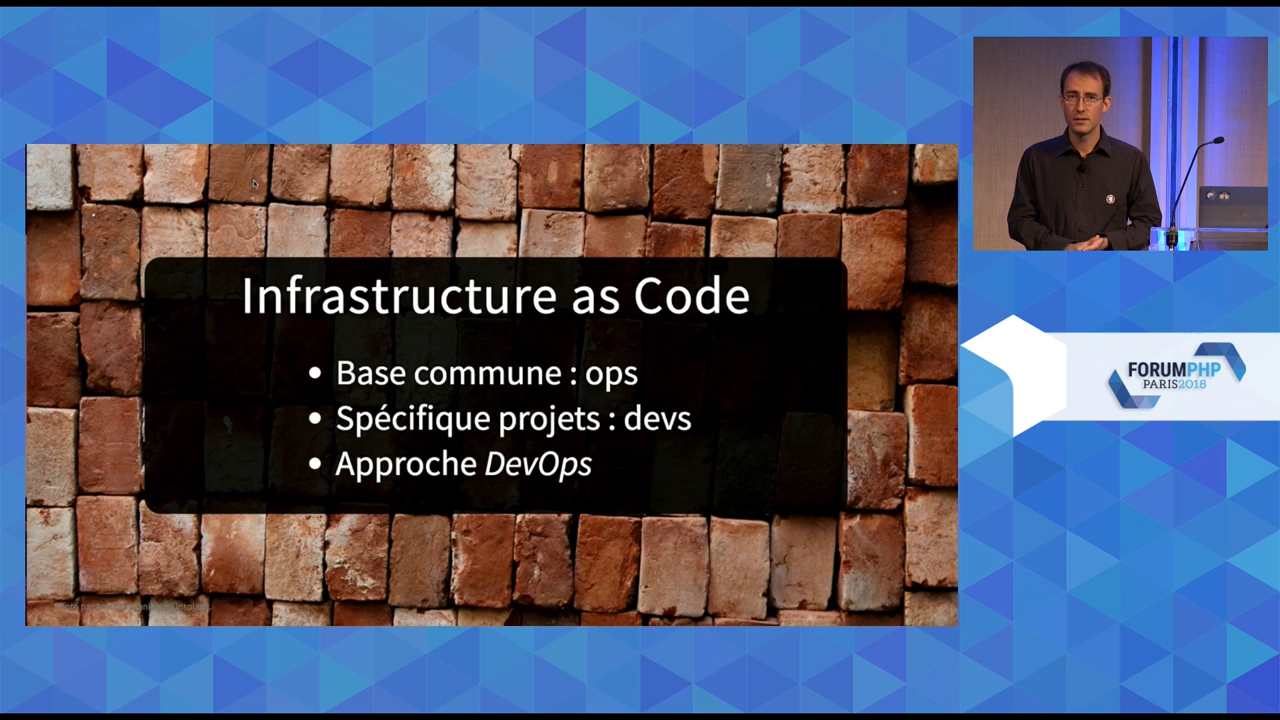 Infrastructure as Code
• Base commune : ops
• Spécifique projets : devs
• Approche DevOps
FORUMPHP
PARIS2018